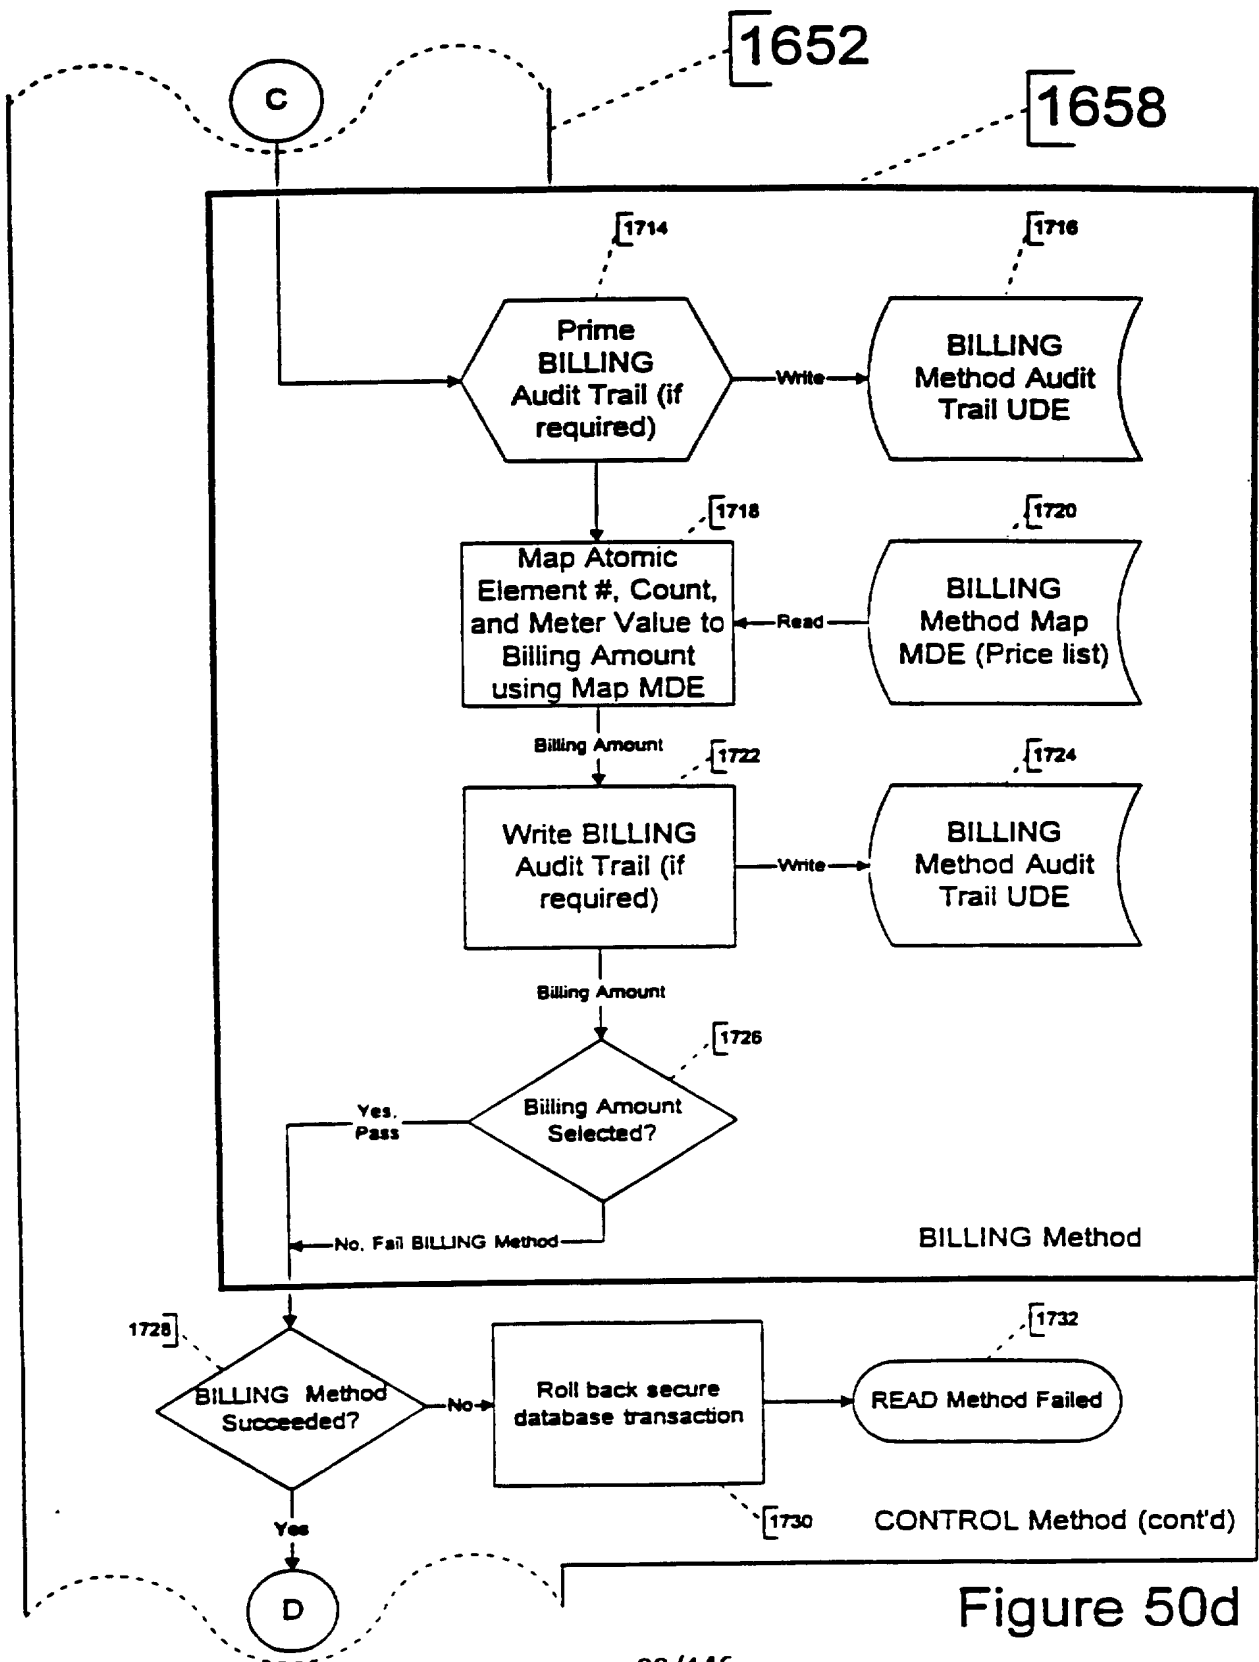 1652
C
1658
1714
1716
Prime
BILLING
Audit Trail (if
required)
Write
BILLING
Method Audit
Trail UDE
1718
1720
Map Atomic
Element #, Count,
and Meter Value to
Billing Amount
using Map MDE
Read
BILLING
Method Map
MDE (Price list)
Billing Amount
1722
1724
Write BILLING
Audit Trail (if
required)
Write
BILLING
Method Audit
Trail UDE
Billing Amount
1726
Billing Amount
Selected?
Yes,
Pass
No, Fail BILLING Method
BILLING Method
1728
BILLING Method
Succeeded?
No
Roll back secure
database transaction
1732
READ Method Failed
1730
CONTROL Method (cont'd)
Yes
D
Figure 50d